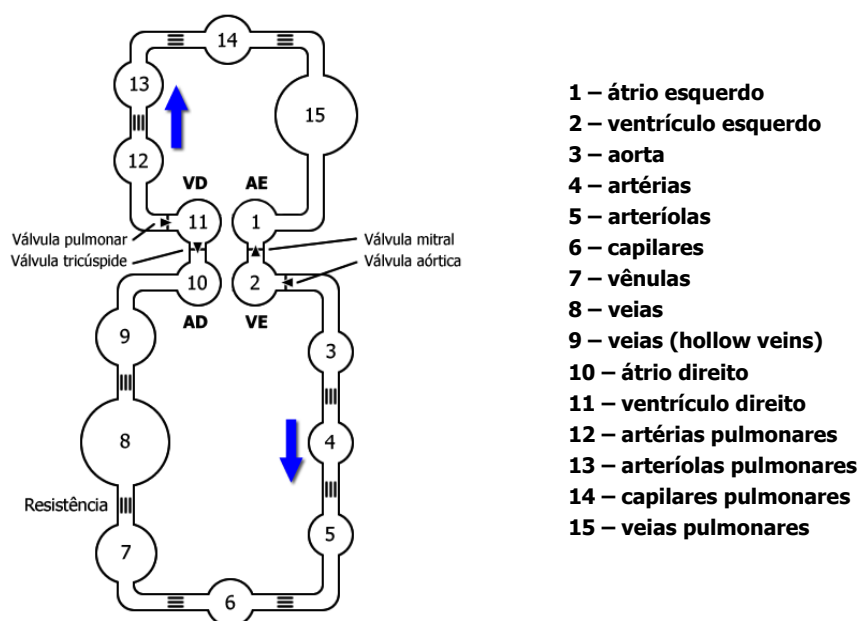 14
13
15
12
VD
AE
11
1
Válvula pulmonar
Válvula mitral
Válvula tricúspide
Válvula aórtica
10
2
AD
VE
9
3
8
4
Resistência
5
7
6
1 – átrio esquerdo
2 – ventrículo esquerdo
3 – aorta
4 – artérias
5 – arteríolas
6 – capilares
7 – vênulas
8 – veias
9 – veias (hollow veins)
10 – átrio direito
11 – ventrículo direito
12 – artérias pulmonares
13 – arteríolas pulmonares
14 – capilares pulmonares
15 – veias pulmonares